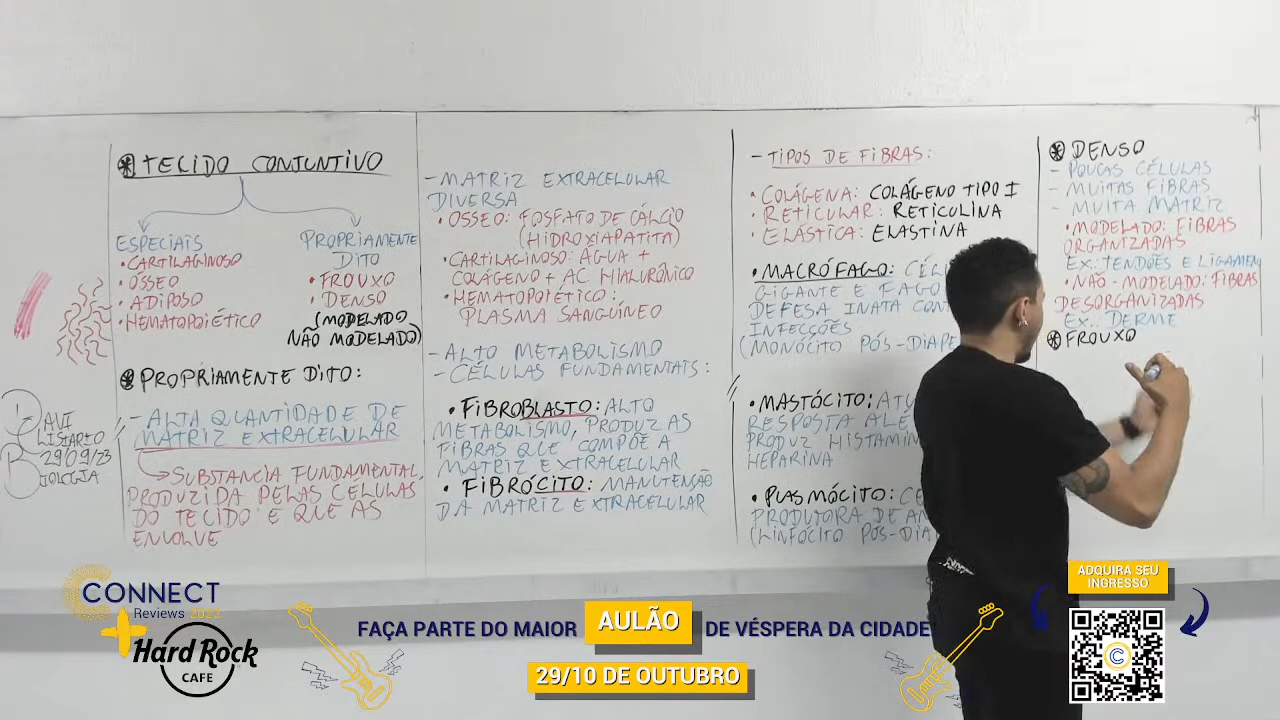 * TECIDO CONJUNTIVO
ESPECIAIS
• CARTILAGINOSO
• ÓSSEO
• ADIPOSO
• HEMATOPOIÉTICO
PROPRIAMENTE
DITO
• FROUXO
• DENSO
(MODELADO
NÃO MODELADO)
* PROPRIAMENTE DITO:
- ALTA QUANTIDADE DE
MATRIZ EXTRACELULAR
SUBSTANCIA FUNDAMENTAL,
PRODUZIDA PELAS CÉLULAS
DO TECIDO E QUE AS
ENVOLVE
DAVI
29/09/23
BIOLOGIA
- MATRIZ EXTRACELULAR
DIVERSA
• ÓSSEO: FOSFATO DE CÁLCIO
(HIDROXIAPATITA)
• CARTILAGINOSO: ÁGUA +
COLÁGENO + AC. HIALURÔNICO
• HEMATOPOIÉTICO:
PLASMA SANGUÍNEO
- ALTO METABOLISMO
- CÉLULAS FUNDAMENTAIS:
• FIBROBLASTO: ALTO
METABOLISMO, PRODUZ AS
FIBRAS QUE COMPÕE A
MATRIZ EXTRACELULAR
• FIBRÓCITO: MANUTENÇÃO
DA MATRIZ EXTRACELULAR
- TIPOS DE FIBRAS:
• COLÁGENA: COLÁGENO TIPO I
• RETICULAR: RETICULINA
• ELÁSTICA: ELASTINA
• MACRÓFAGO: CÉL
GIGANTE E FAGO
DEFESA INATA CON
INFECÇÕES
(MONÓCITO PÓS-DIAPE
• MASTÓCITO: ATU
RESPOSTA ALE
PRODUZ HISTAMIN
HEPARINA
• PLASMÓCITO: CÉ
PRODUTORA DE AN
(LINFÓCITO PÓS-DIA
* DENSO
- POUCAS CÉLULAS
- MUITAS FIBRAS
- MUITA MATRIZ
• MODELADO: FIBRAS
ORGANIZADAS
EX.: TENDÕES E LIGAMEN
• NÃO-MODELADO: FIBRAS
DESORGANIZADAS
EX.: DERME
* FROUXO
CONNECT
Reviews 2023
+
Hard Rock
CAFE
FAÇA PARTE DO MAIOR AULÃO DE VÉSPERA DA CIDADE
29/10 DE OUTUBRO
ADQUIRA SEU
INGRESSO
C